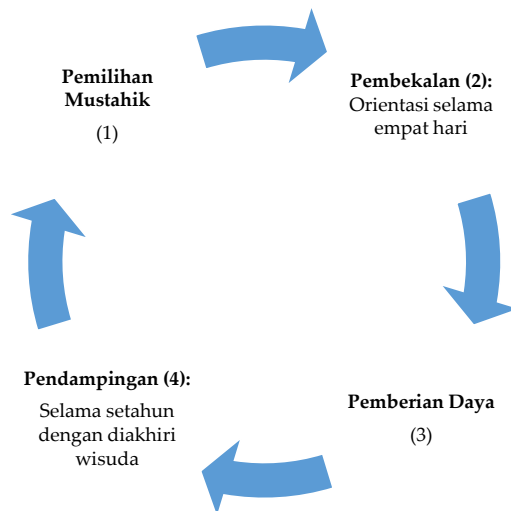 Pemilihan
Mustahik
(1)
Pembekalan (2):
Orientasi selama
empat hari
Pemberian Daya
(3)
Pendampingan (4):
Selama setahun
dengan diakhiri
wisuda